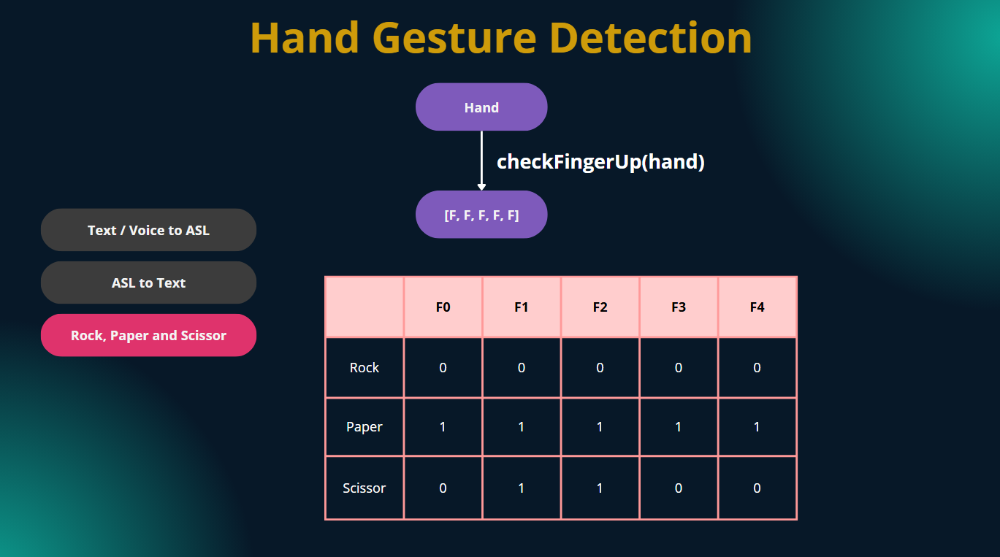 Hand Gesture Detection
Hand
checkFingerUp(hand)
[F, F, F, F, F]
Text / Voice to ASL
ASL to Text
Rock, Paper and Scissor
F0 F1 F2 F3 F4
Rock 0 0 0 0 0
Paper 1 1 1 1 1
Scissor 0 1 1 0 0